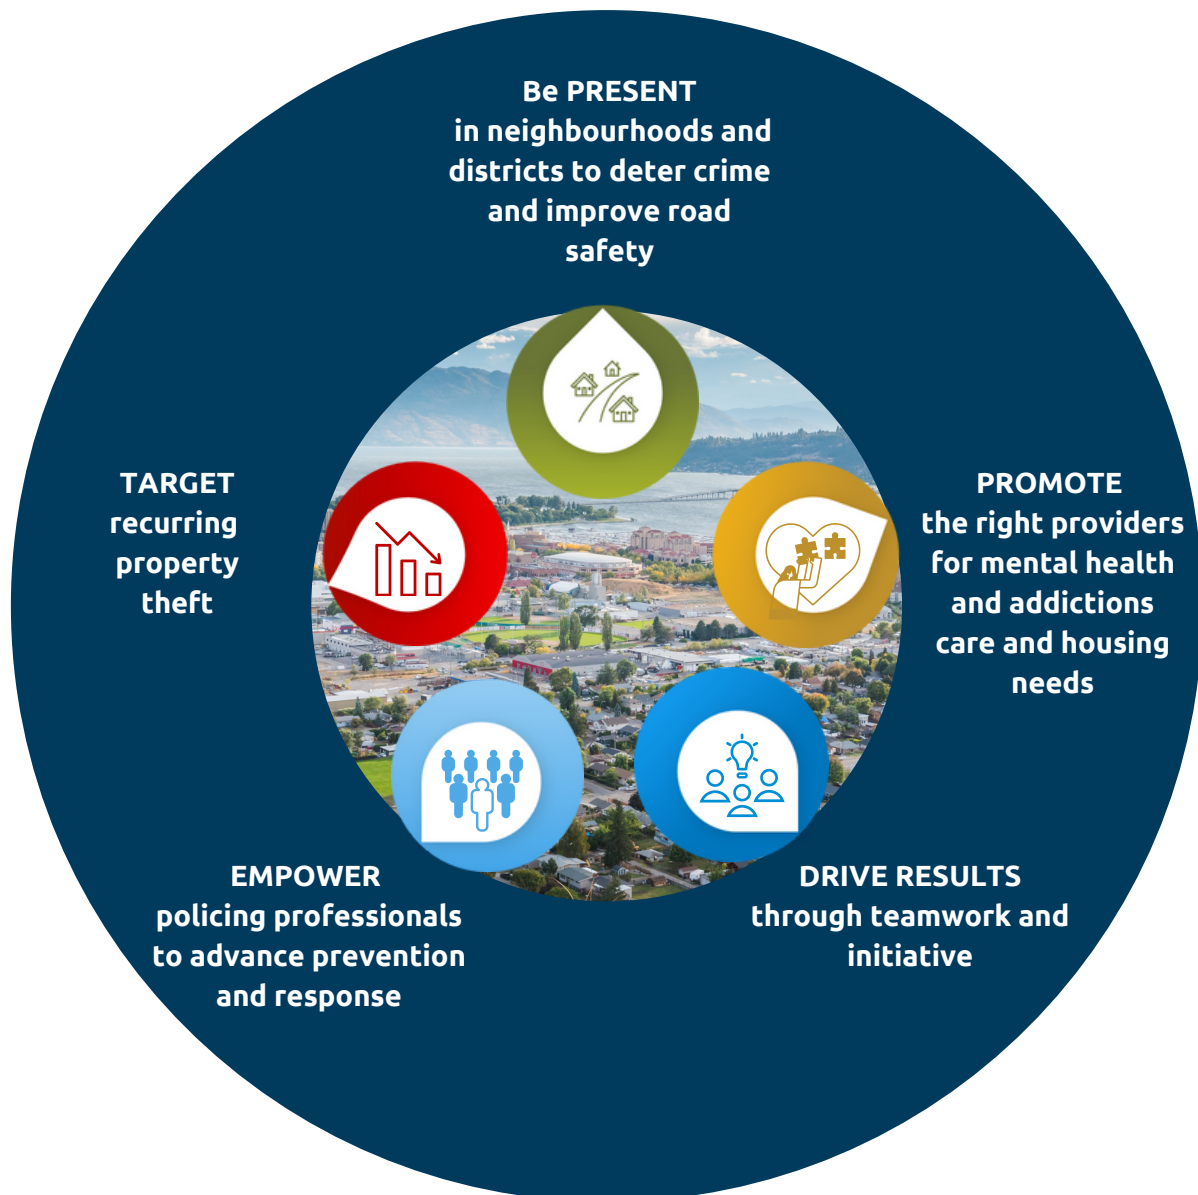 Be PRESENT
in neighbourhoods and
districts to deter crime
and improve road
safety
PROMOTE
the right providers
for mental health
and addictions
care and housing
needs
DRIVE RESULTS
through teamwork and
initiative
EMPOWER
policing professionals
to advance prevention
and response
TARGET
recurring
property
theft